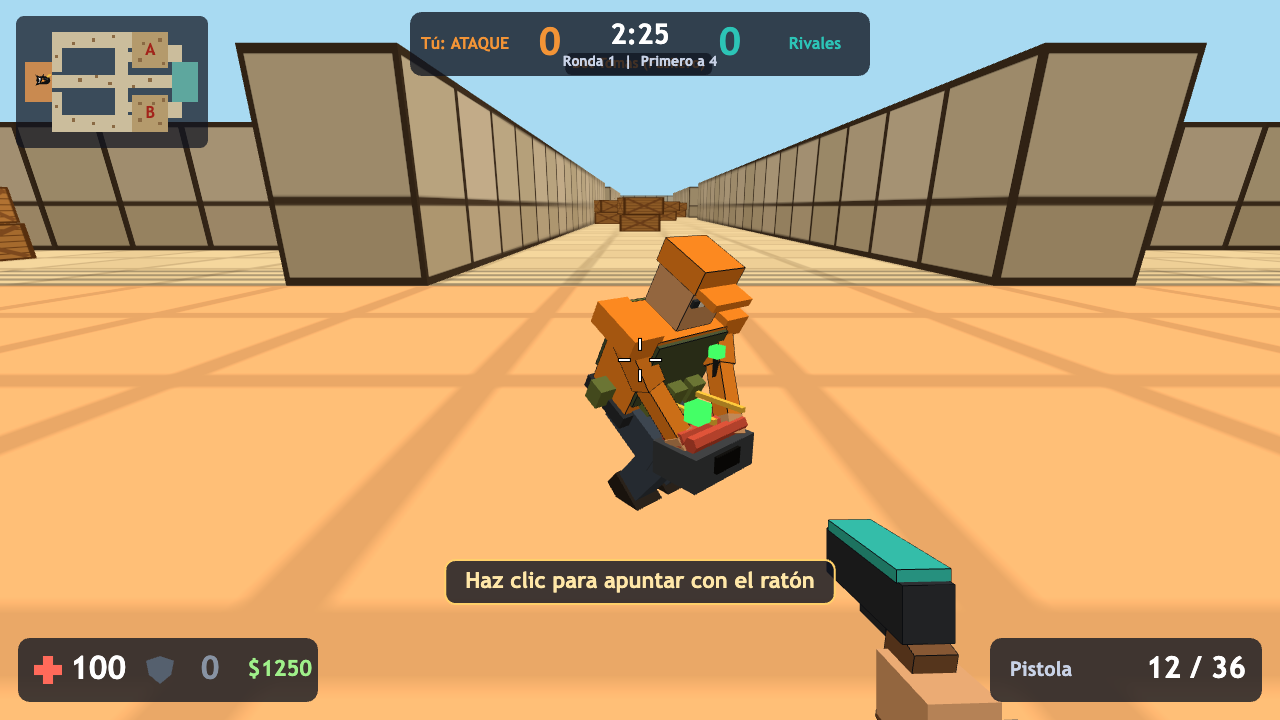 A
B
Tú: ATAQUE 0 2:25 0 Rivales
Ronda 1 | Primero a 4
Haz clic para apuntar con el ratón
100 0 $1250
Pistola 12 / 36